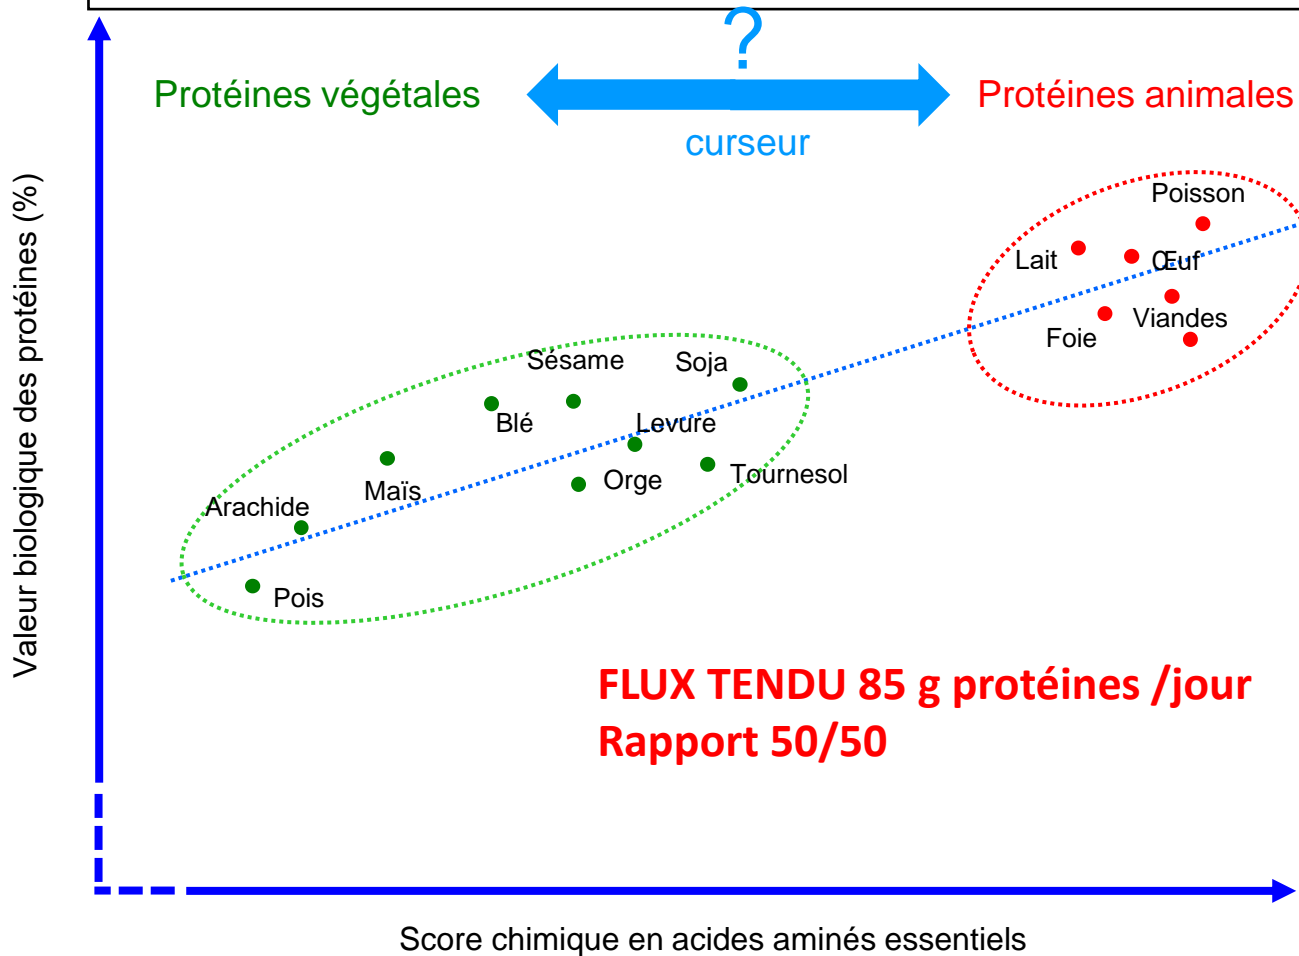 ?
Protéines végétales
Protéines animales
curseur
Valeur biologique des protéines (%)
Poisson
Lait
Œuf
Foie
Viandes
Sésame
Soja
Blé
Levure
Maïs
Orge
Tournesol
Arachide
Pois
FLUX TENDU 85 g protéines /jour
Rapport 50/50
Score chimique en acides aminés essentiels